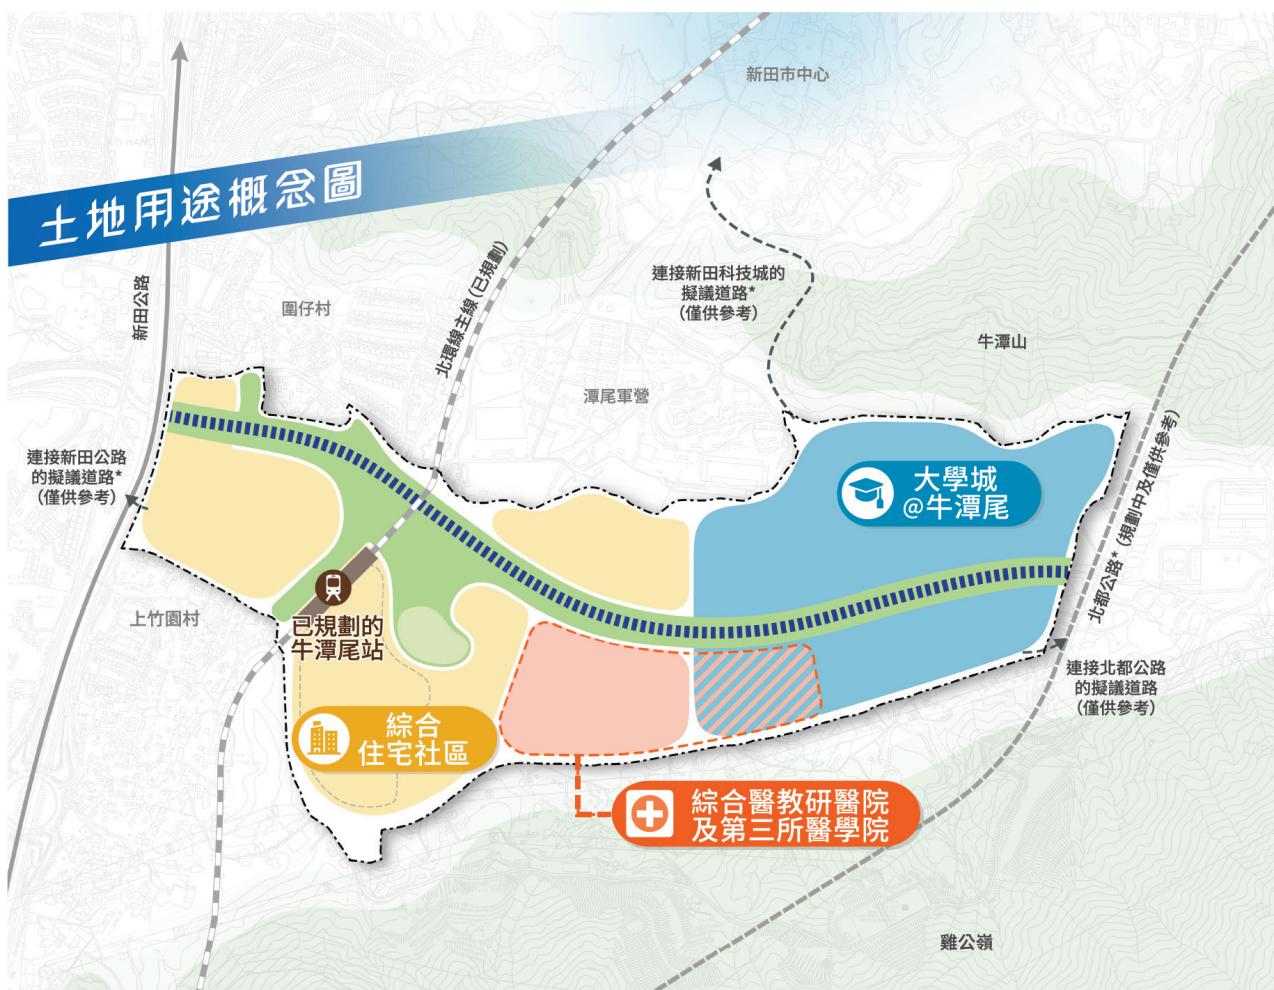 新田市中心
土地用途概念圖
新田公路
圍仔村
北環線主線(已規劃)
連接新田科技城的
擬議道路*
(僅供參考)
牛潭山
潭尾軍營
連接新田公路
的擬議道路*
(僅供參考)
大學城
@牛潭尾
北都公路*(規劃中及僅供參考)
上竹園村
已規劃的
牛潭尾站
連接北都公路
的擬議道路
(僅供參考)
綜合
住宅社區
綜合醫教研醫院
及第三所醫學院
雞公嶺